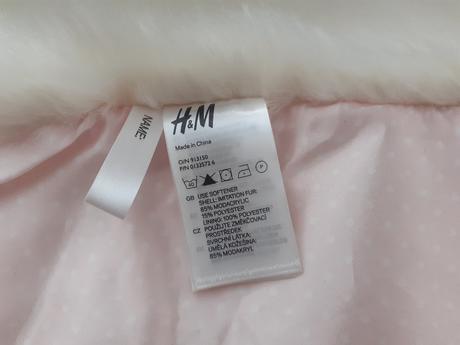 NAME:
H&M
Made in China
O/N 913150
P/N 0133572 6
40
P
GB USE SOFTENER
SHELL: IMITATION FUR:
85% MODACRYLIC
15% POLYESTER
LINING: 100% POLYESTER
CZ POUŽIJTE ZMĚKČOVACÍ
PROSTŘEDEK
SVRCHNÍ LÁTKA:
UMĚLÁ KOŽEŠINA:
85% MODAKRYL